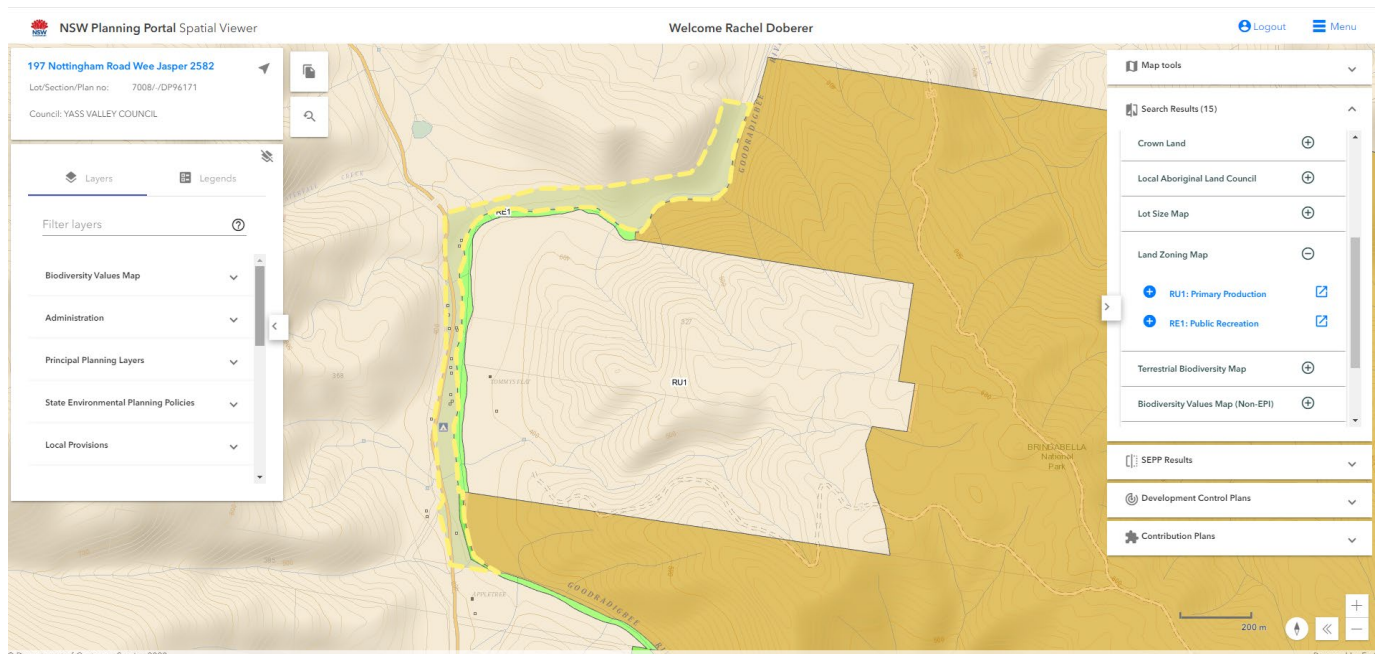 NSW
NSW Planning Portal Spatial Viewer
Welcome Rachel Doberer
Logout
Menu
197 Nottingham Road Wee Jasper 2582
Lot/Section/Plan no: 7008/-/DP96171
Council: YASS VALLEY COUNCIL
Layers
Legends
Filter layers
Biodiversity Values Map
Administration
Principal Planning Layers
State Environmental Planning Policies
Local Provisions
GOODRADIGBEE
RE1
RU1
TOMMYS FLAT
BRINDABELLA
National
Park
APPLETREE
GOODRADIGBEE
Map tools
Search Results (15)
Crown Land
Local Aboriginal Land Council
Lot Size Map
Land Zoning Map
RU1: Primary Production
RE1: Public Recreation
Terrestrial Biodiversity Map
Biodiversity Values Map (Non-EPI)
SEPP Results
Development Control Plans
Contribution Plans
200 m